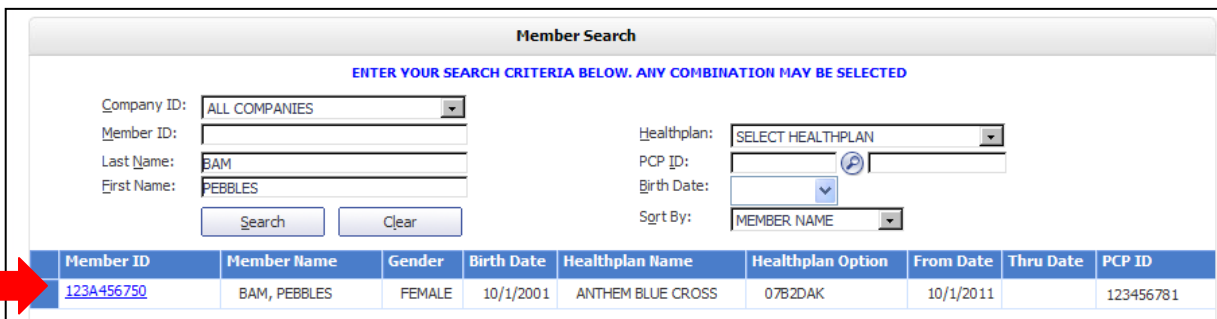 Member Search
ENTER YOUR SEARCH CRITERIA BELOW. ANY COMBINATION MAY BE SELECTED
Company ID: ALL COMPANIES
Member ID: Healthplan: SELECT HEALTHPLAN
Last Name: BAM PCP ID:
First Name: PEBBLES Birth Date:
Search Clear Sort By: MEMBER NAME
Member ID Member Name Gender Birth Date Healthplan Name Healthplan Option From Date Thru Date PCP ID
123A456750 BAM, PEBBLES FEMALE 10/1/2001 ANTHEM BLUE CROSS 07B2DAK 10/1/2011 123456781